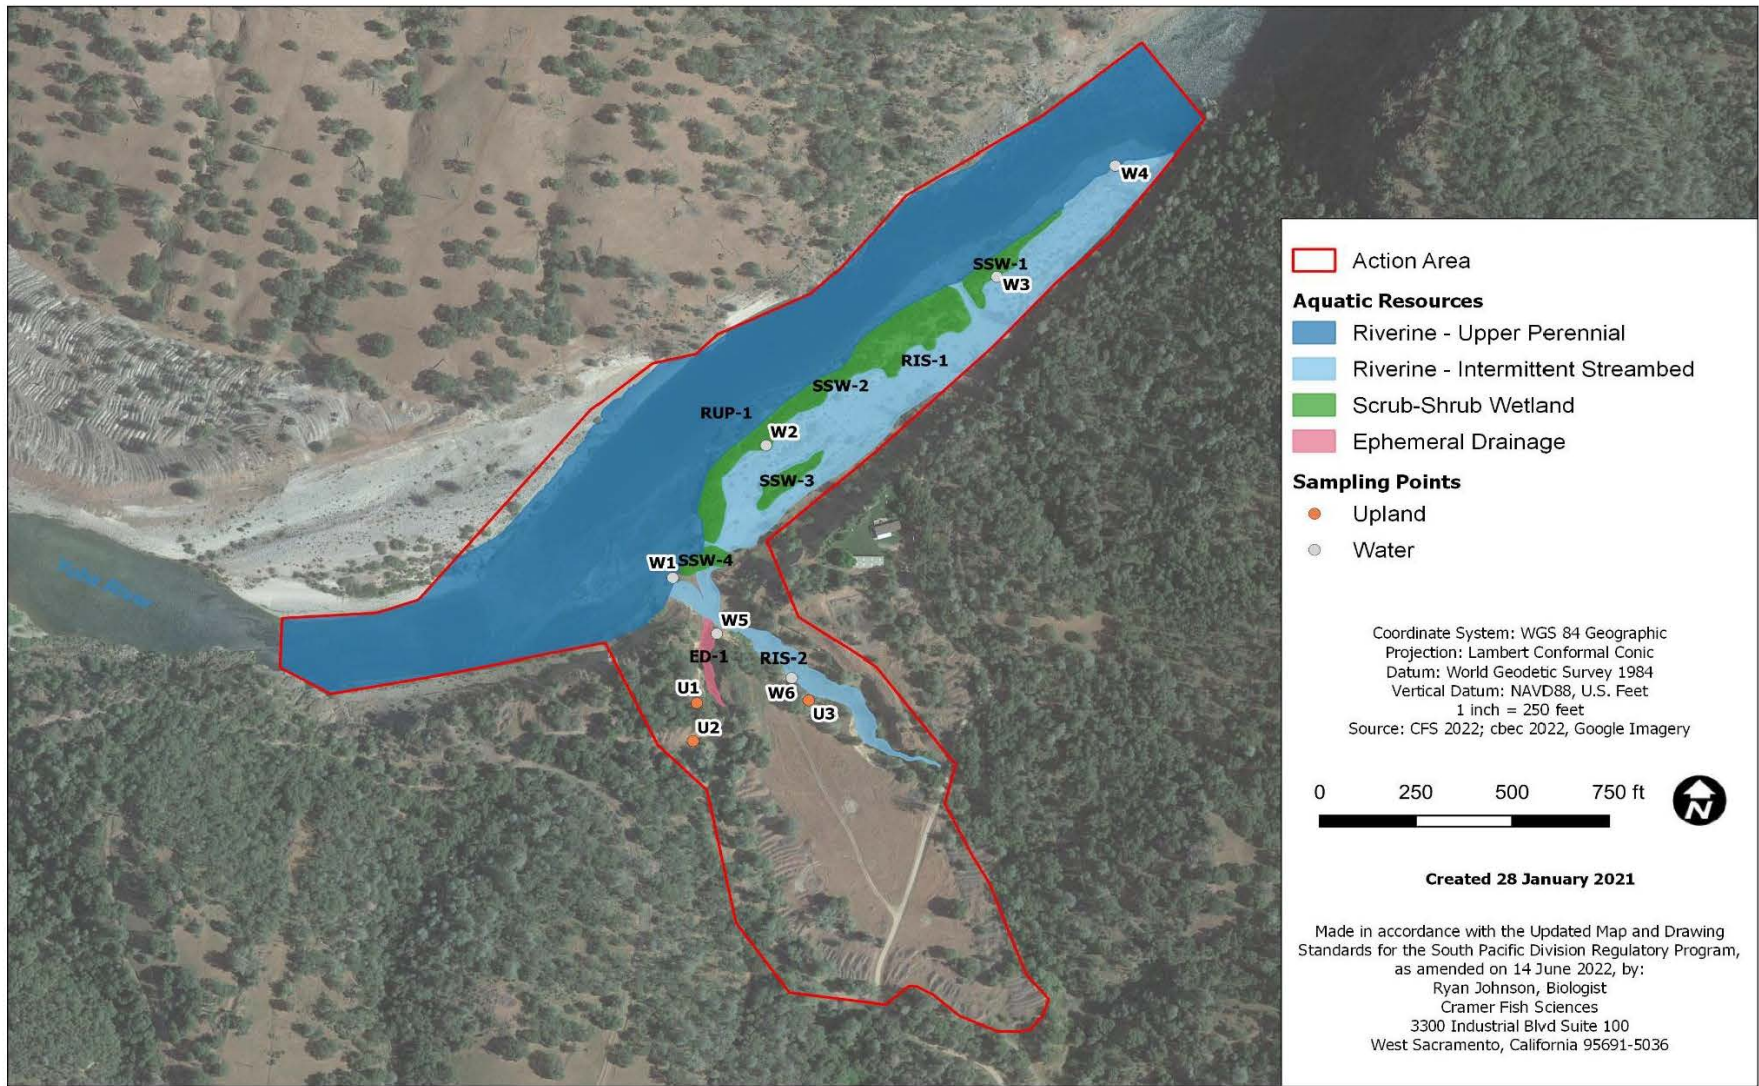 W4
SSW-1
W3
RIS-1
SSW-2
RUP-1
W2
SSW-3
SSW-4
W1
W5
ED-1
RIS-2
W6
U1
U3
U2
Yuba River
Action Area
Aquatic Resources
Riverine - Upper Perennial
Riverine - Intermittent Streambed
Scrub-Shrub Wetland
Ephemeral Drainage
Sampling Points
Upland
Water
Coordinate System: WGS 84 Geographic
Projection: Lambert Conformal Conic
Datum: World Geodetic Survey 1984
Vertical Datum: NAVD88, U.S. Feet
1 inch = 250 feet
Source: CFS 2022; cbec 2022, Google Imagery
0 250 500 750 ft
N
Created 28 January 2021
Made in accordance with the Updated Map and Drawing
Standards for the South Pacific Division Regulatory Program,
as amended on 14 June 2022, by:
Ryan Johnson, Biologist
Cramer Fish Sciences
3300 Industrial Blvd Suite 100
West Sacramento, California 95691-5036